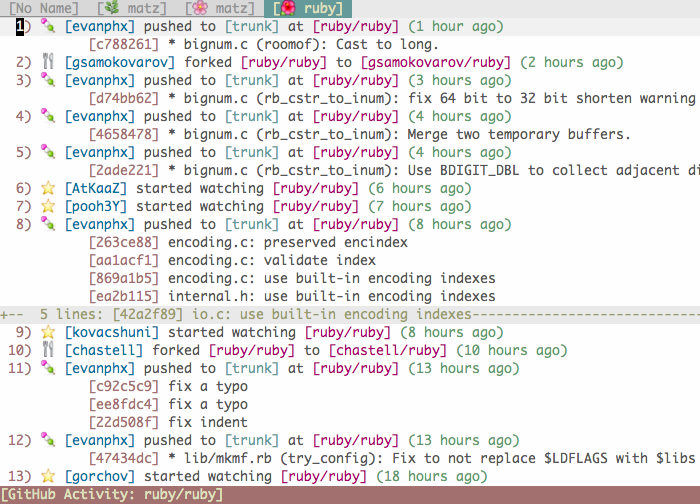 [No Name] [🌿 matz] [🌸 matz] [🌺 ruby]
1) [evanphx] pushed to [trunk] at [ruby/ruby] (1 hour ago)
[c788261] * bignum.c (roomof): Cast to long.
2) [gsamokovarov] forked [ruby/ruby] to [gsamokovarov/ruby] (2 hours ago)
3) [evanphx] pushed to [trunk] at [ruby/ruby] (3 hours ago)
[d74bb62] * bignum.c (rb_cstr_to_inum): fix 64 bit to 32 bit shorten warning
4) [evanphx] pushed to [trunk] at [ruby/ruby] (4 hours ago)
[4658478] * bignum.c (rb_cstr_to_inum): Merge two temporary buffers.
5) [evanphx] pushed to [trunk] at [ruby/ruby] (4 hours ago)
[2ade221] * bignum.c (rb_cstr_to_inum): Use BDIGIT_DBL to collect adjacent di
6) [AtKaaZ] started watching [ruby/ruby] (6 hours ago)
7) [pooh3Y] started watching [ruby/ruby] (7 hours ago)
8) [evanphx] pushed to [trunk] at [ruby/ruby] (8 hours ago)
[263ce88] encoding.c: preserved encindex
[aa1acf1] encoding.c: validate index
[869a1b5] encoding.c: use built-in encoding indexes
[ea2b115] internal.h: use built-in encoding indexes
+--  5 lines: [42a2f89] io.c: use built-in encoding indexes----------------------------
9) [kovacshuni] started watching [ruby/ruby] (8 hours ago)
10) [chastell] forked [ruby/ruby] to [chastell/ruby] (10 hours ago)
11) [evanphx] pushed to [trunk] at [ruby/ruby] (13 hours ago)
[c92c5c9] fix a typo
[ee8fdc4] fix a typo
[22d508f] fix indent
12) [evanphx] pushed to [trunk] at [ruby/ruby] (13 hours ago)
[47434dc] * lib/mkmf.rb (try_config): Fix to not replace $LDFLAGS with $libs
13) [gorchov] started watching [ruby/ruby] (18 hours ago)
[GitHub Activity: ruby/ruby]